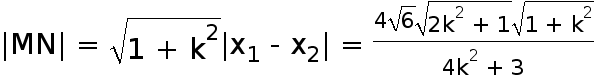 |MN| = √(1 + k²)|x₁ - x₂| = (4√6√(2k² + 1)√(1 + k²))/(4k² + 3)